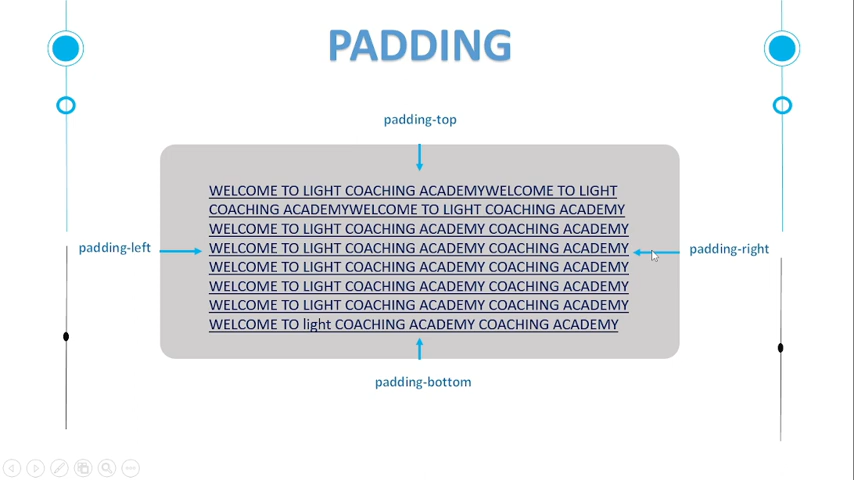 PADDING
padding-top
WELCOME TO LIGHT COACHING ACADEMYWELCOME TO LIGHT
COACHING ACADEMYWELCOME TO LIGHT COACHING ACADEMY
WELCOME TO LIGHT COACHING ACADEMY COACHING ACADEMY
padding-left
WELCOME TO LIGHT COACHING ACADEMY COACHING ACADEMY
padding-right
WELCOME TO LIGHT COACHING ACADEMY COACHING ACADEMY
WELCOME TO LIGHT COACHING ACADEMY COACHING ACADEMY
WELCOME TO LIGHT COACHING ACADEMY COACHING ACADEMY
WELCOME TO light COACHING ACADEMY COACHING ACADEMY
padding-bottom